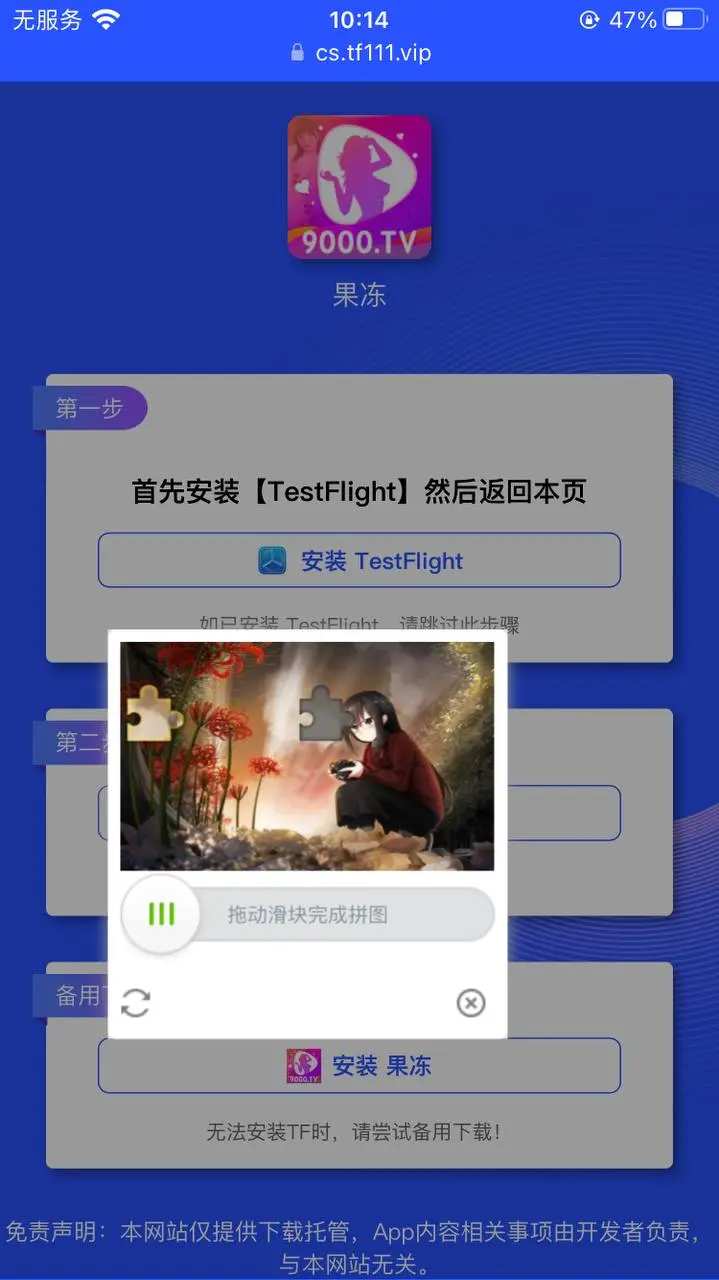 无服务 10:14 47%
cs.tf111.vip
9000.TV
果冻
第一步
首先安装【TestFlight】然后返回本页
安装 TestFlight
如已安装 TestFlight，请跳过此步骤
第二步
拖动滑块完成拼图
备用下
9000.TV 安装 果冻
无法安装TF时，请尝试备用下载！
免责声明：本网站仅提供下载托管，App内容相关事项由开发者负责，
与本网站无关。